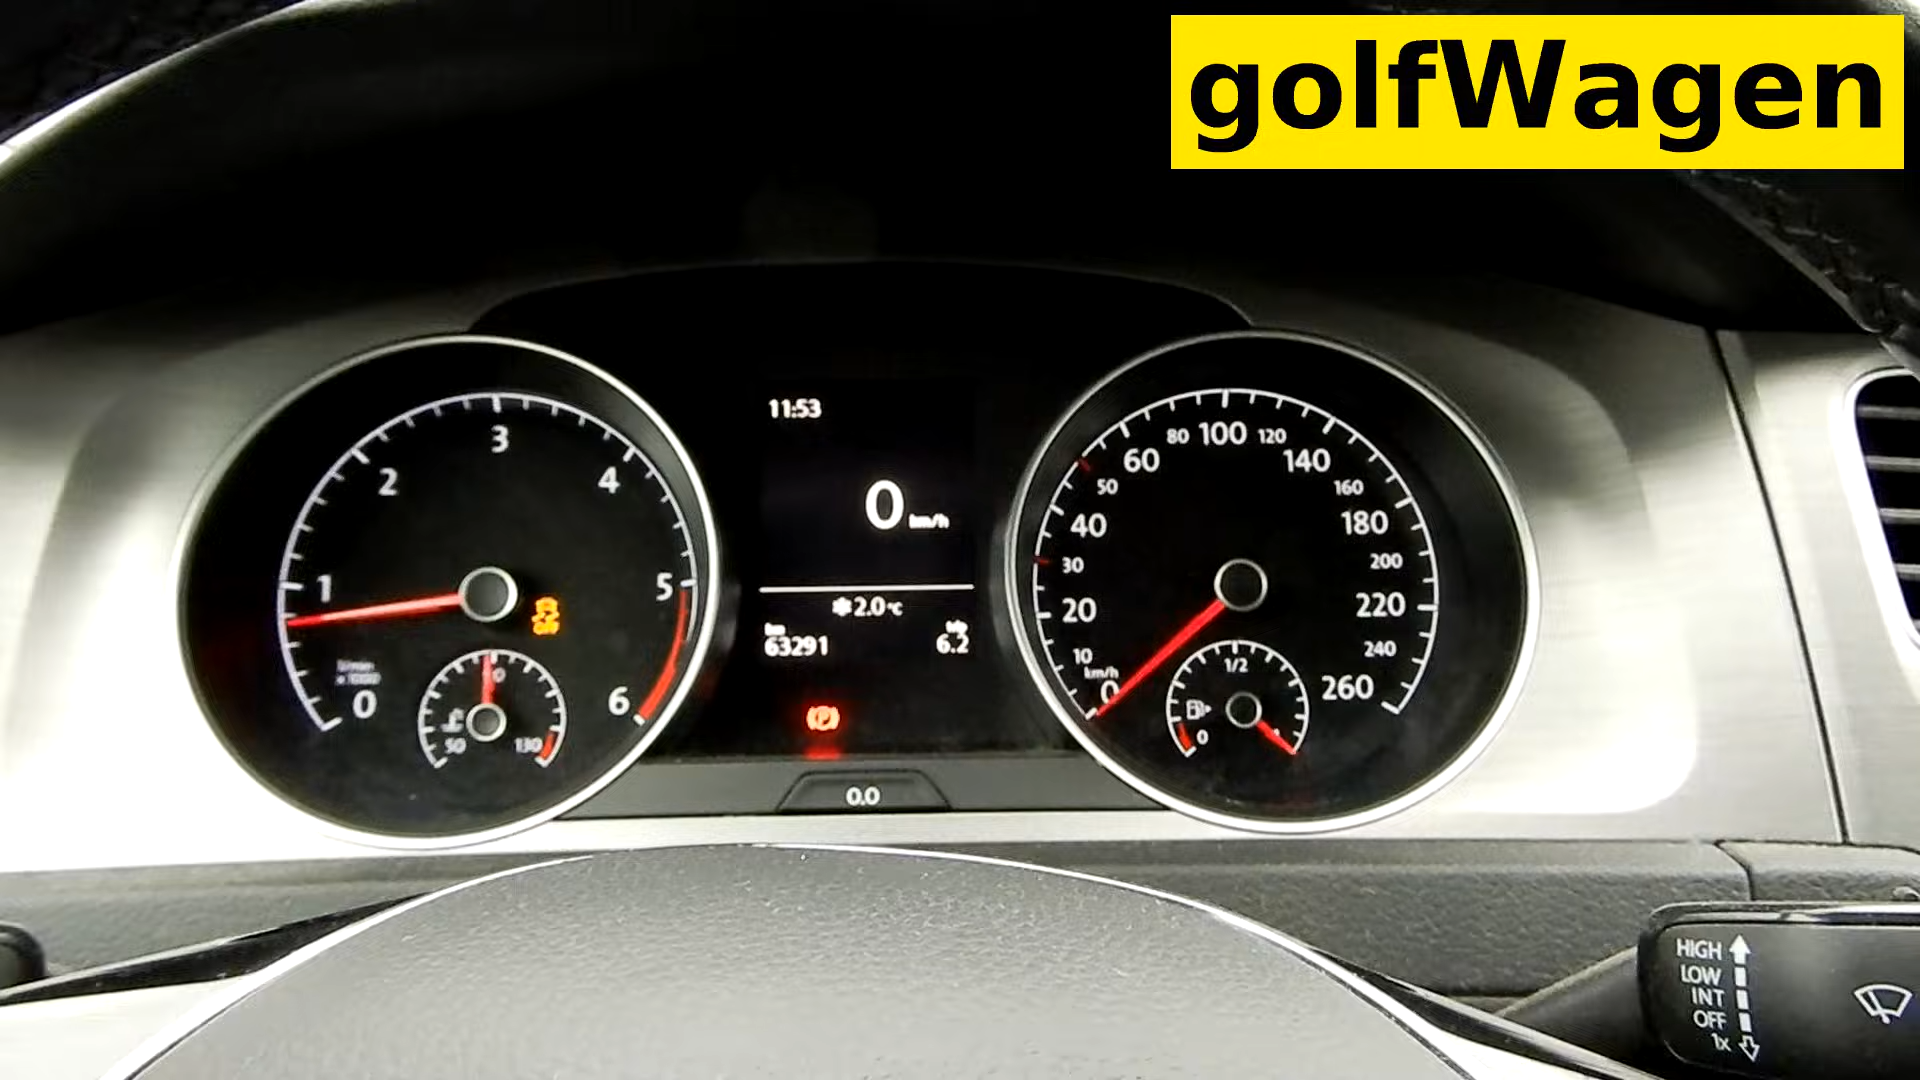 golfWagen
11:53
0 km/h
2.0°C
km
63291
6.2
0.0
0
1
2
3
4
5
6
50
130
OFF
P
0
10
20
30
40
50
60
80
100
120
140
160
180
200
220
240
260
km/h
1/2
0
HIGH
LOW
INT
OFF
1x